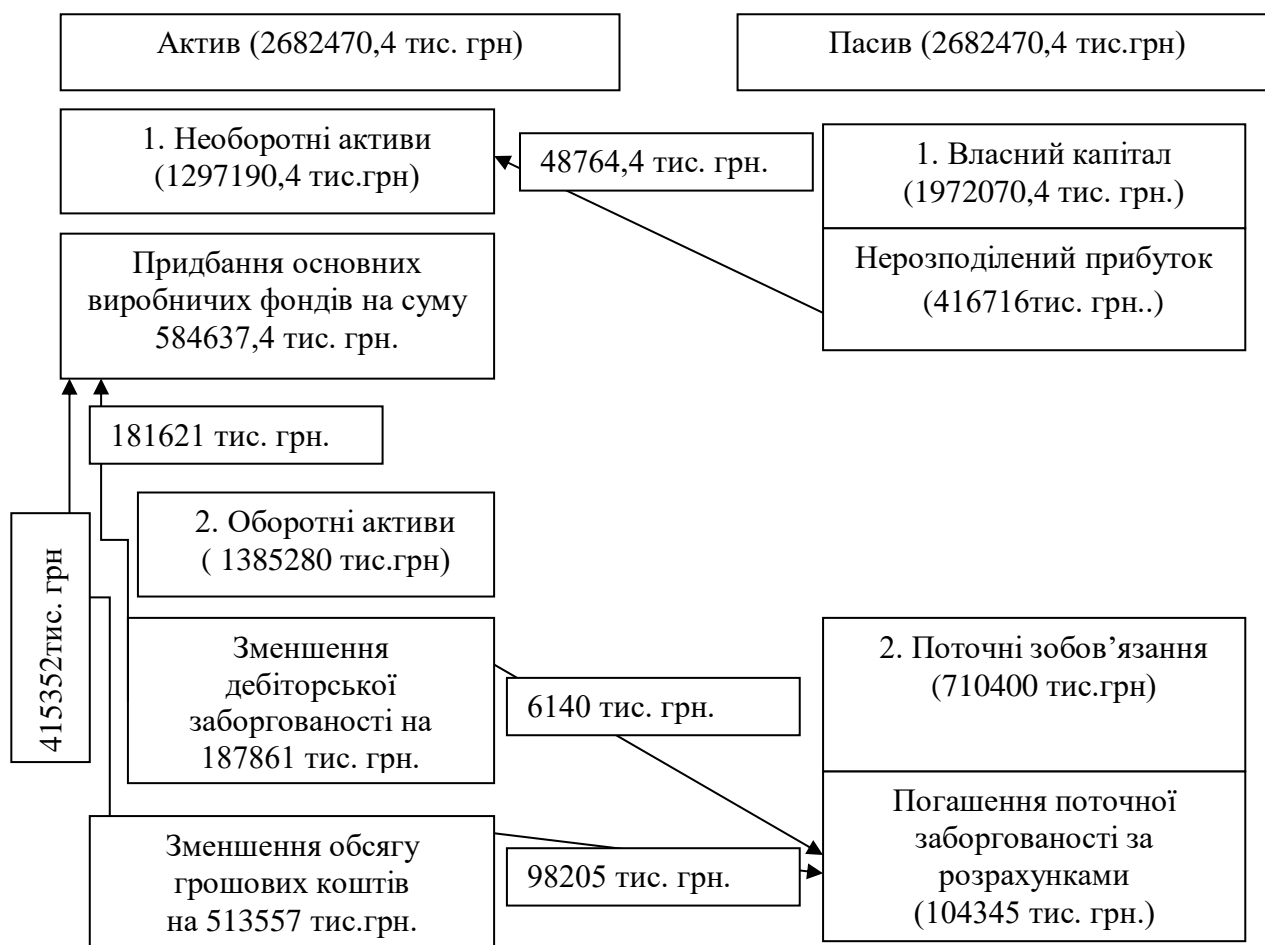 Актив (2682470,4 тис. грн)
Пасив (2682470,4 тис.грн)
1. Необоротні активи
(1297190,4 тис.грн)
48764,4 тис. грн.
1. Власний капітал
(1972070,4 тис. грн.)
Придбання основних
виробничих фондів на суму
584637,4 тис. грн.
Нерозподілений прибуток
(416716тис. грн..)
181621 тис. грн.
415352тис. грн
2. Оборотні активи
( 1385280 тис.грн)
Зменшення
дебіторської
заборгованості на
187861 тис. грн.
6140 тис. грн.
2. Поточні зобов’язання
(710400 тис.грн)
Зменшення обсягу
грошових коштів
на 513557 тис.грн.
98205 тис. грн.
Погашення поточної
заборгованості за
розрахунками
(104345 тис. грн.)